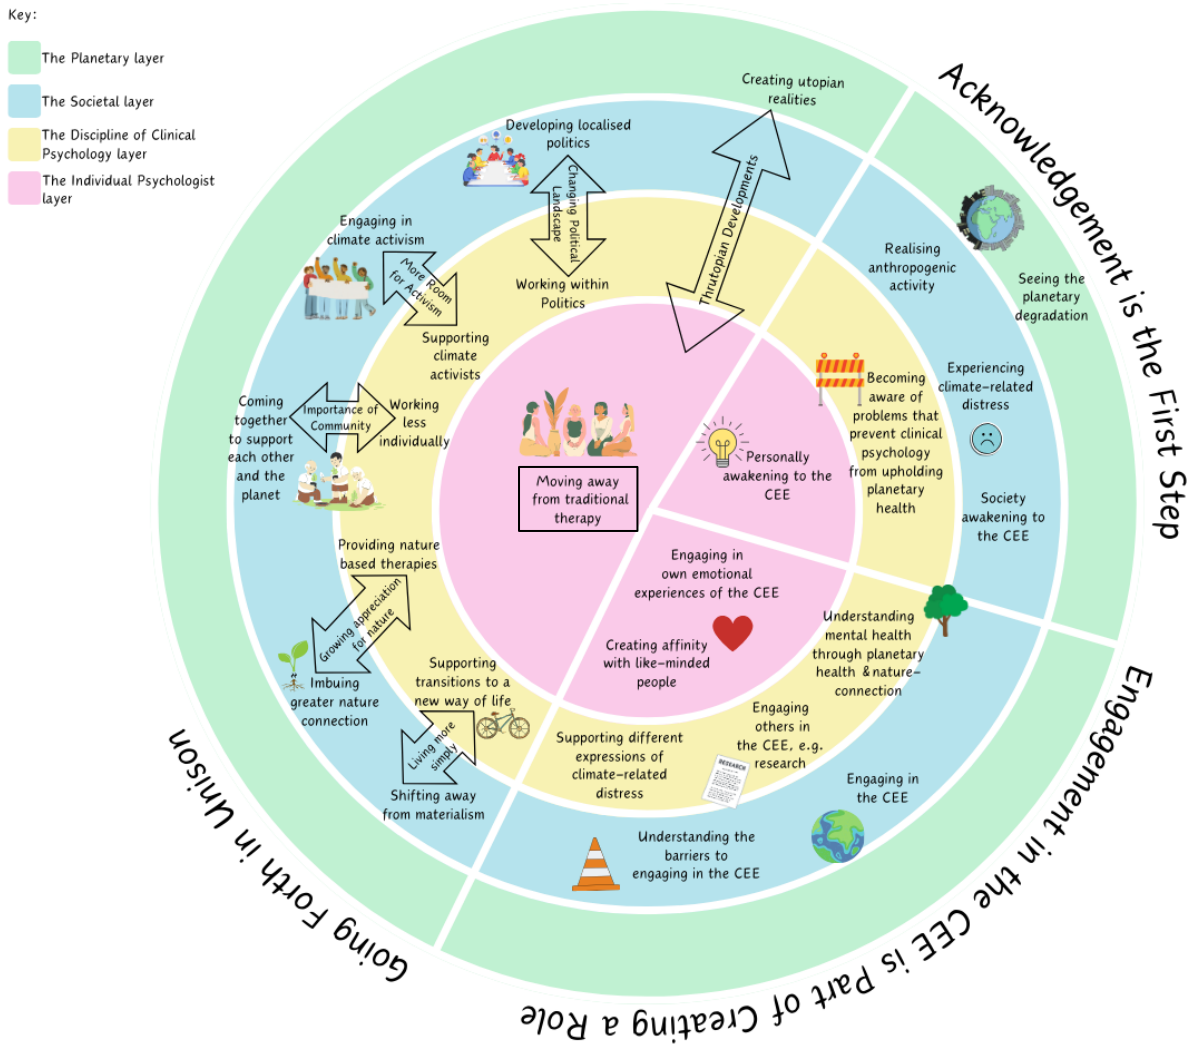 Key:
The Planetary layer
The Societal layer
The Discipline of Clinical
Psychology layer
The Individual Psychologist
layer
Acknowledgement is the First Step
Engagement in the CEE is Part of Creating a Role
Going Forth in Unison
Creating utopian
realities
Thrutopian Developments
Developing localised
politics
Changing Political
Landscape
Working within
Politics
Engaging in
climate activism
More Room
for Activism
Supporting
climate
activists
Coming
together
to support
each other
and the
planet
Importance of
Community
Working
less
individually
Providing nature
based therapies
Growing appreciation
for nature
Imbuing
greater nature
connection
Supporting
transitions to a
new way of life
Living more
simply
Shifting away
from materialism
Moving away
from traditional
therapy
Realising
anthropogenic
activity
Seeing the
planetary
degradation
Experiencing
climate-related
distress
Society
awakening to
the CEE
Becoming
aware of
problems that
prevent clinical
psychology
from upholding
planetary
health
Personally
awakening to the
CEE
Engaging in
own emotional
experiences of the CEE
Creating affinity
with like-minded
people
Understanding
mental health
through planetary
health & nature-
connection
Engaging
others in
the CEE, e.g.
research
RESEARCH
Supporting different
expressions of
climate-related
distress
Engaging in
the CEE
Understanding the
barriers to
engaging in the CEE